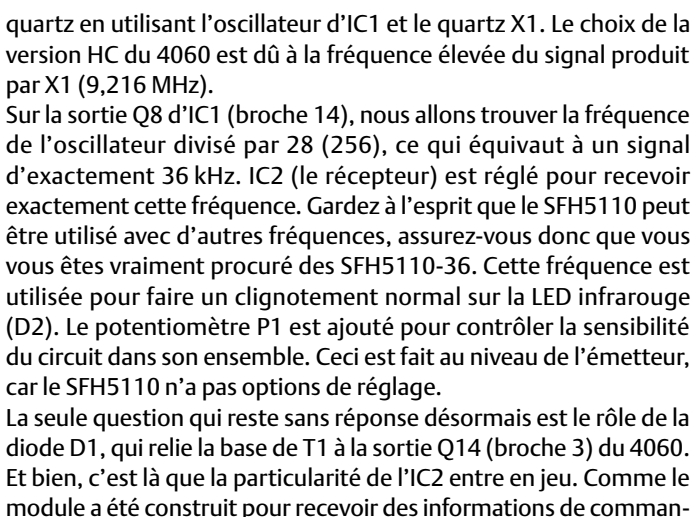 quartz en utilisant l’oscillateur d’IC1 et le quartz X1. Le choix de la
version HC du 4060 est dû à la fréquence élevée du signal produit
par X1 (9,216 MHz).
Sur la sortie Q8 d’IC1 (broche 14), nous allons trouver la fréquence
de l’oscillateur divisé par 28 (256), ce qui équivaut à un signal
d’exactement 36 kHz. IC2 (le récepteur) est réglé pour recevoir
exactement cette fréquence. Gardez à l’esprit que le SFH5110 peut
être utilisé avec d’autres fréquences, assurez-vous donc que vous
vous êtes vraiment procuré des SFH5110-36. Cette fréquence est
utilisée pour faire un clignotement normal sur la LED infrarouge
(D2). Le potentiomètre P1 est ajouté pour contrôler la sensibilité
du circuit dans son ensemble. Ceci est fait au niveau de l’émetteur,
car le SFH5110 n’a pas options de réglage.
La seule question qui reste sans réponse désormais est le rôle de la
diode D1, qui relie la base de T1 à la sortie Q14 (broche 3) du 4060.
Et bien, c’est là que la particularité de l’IC2 entre en jeu. Comme le
module a été construit pour recevoir des informations de comman-